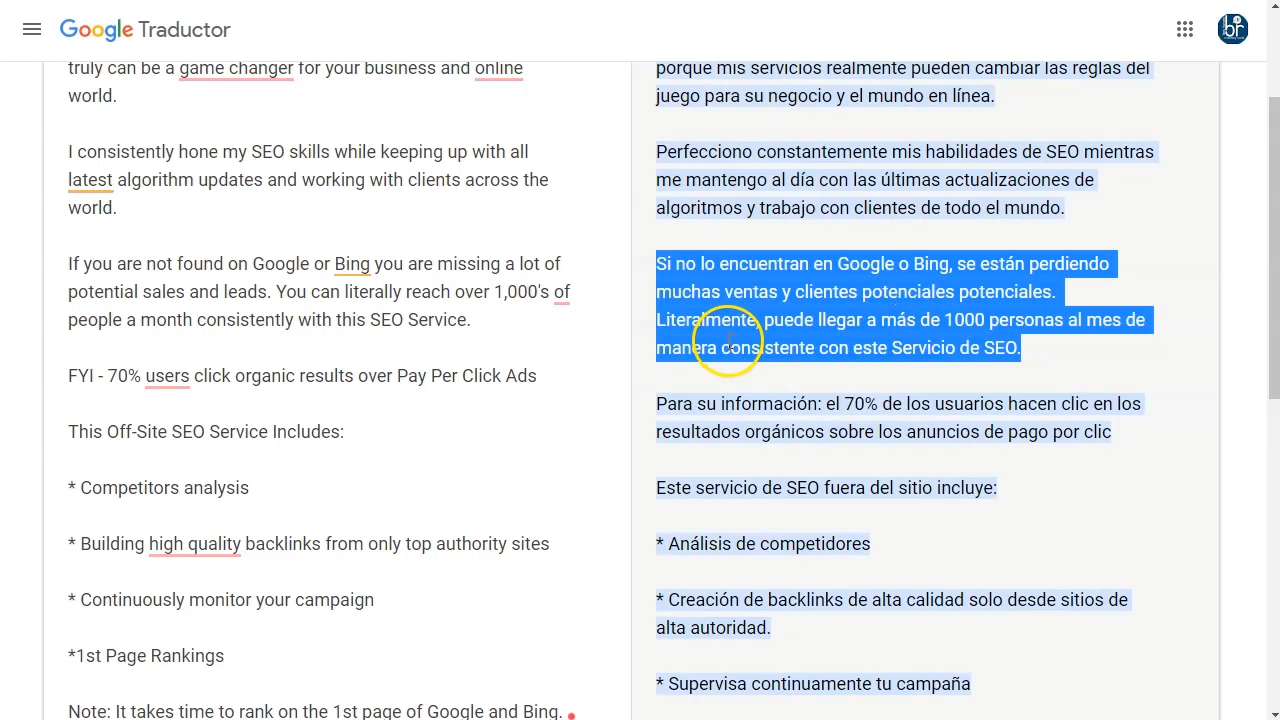 Google Traductor
br
truly can be a game changer for your business and online
world.
I consistently hone my SEO skills while keeping up with all
latest algorithm updates and working with clients across the
world.
If you are not found on Google or Bing you are missing a lot of
potential sales and leads. You can literally reach over 1,000's of
people a month consistently with this SEO Service.
FYI - 70% users click organic results over Pay Per Click Ads
This Off-Site SEO Service Includes:
* Competitors analysis
* Building high quality backlinks from only top authority sites
* Continuously monitor your campaign
*1st Page Rankings
Note: It takes time to rank on the 1st page of Google and Bing.
porque mis servicios realmente pueden cambiar las reglas del
juego para su negocio y el mundo en línea.
Perfecciono constantemente mis habilidades de SEO mientras
me mantengo al día con las últimas actualizaciones de
algoritmos y trabajo con clientes de todo el mundo.
Si no lo encuentran en Google o Bing, se están perdiendo
muchas ventas y clientes potenciales potenciales.
Literalmente, puede llegar a más de 1000 personas al mes de
manera consistente con este Servicio de SEO.
Para su información: el 70% de los usuarios hacen clic en los
resultados orgánicos sobre los anuncios de pago por clic
Este servicio de SEO fuera del sitio incluye:
* Análisis de competidores
* Creación de backlinks de alta calidad solo desde sitios de
alta autoridad.
* Supervisa continuamente tu campaña